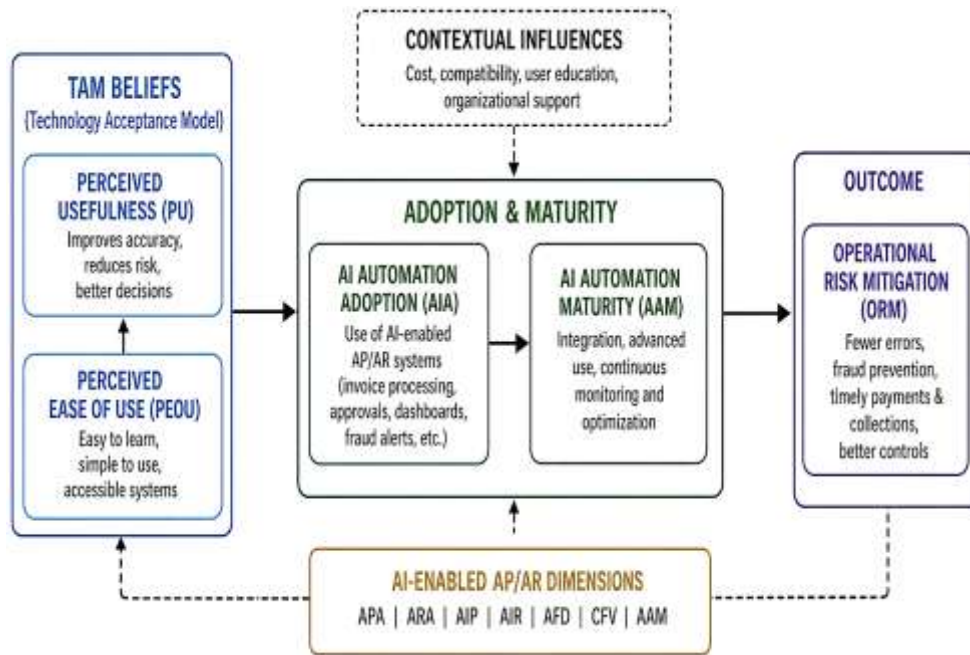 CONTEXTUAL INFLUENCES
Cost, compatibility, user education,
organizational support
TAM BELIEFS
(Technology Acceptance Model)
PERCEIVED
USEFULNESS (PU)
Improves accuracy,
reduces risk,
better decisions
PERCEIVED
EASE OF USE (PEOU)
Easy to learn,
simple to use,
accessible systems
ADOPTION & MATURITY
AI AUTOMATION
ADOPTION (AIA)
Use of AI-enabled
AP/AR systems
(invoice processing,
approvals, dashboards,
fraud alerts, etc.)
AI AUTOMATION
MATURITY (AAM)
Integration, advanced
use, continuous
monitoring and
optimization
OUTCOME
OPERATIONAL
RISK MITIGATION
(ORM)
Fewer errors,
fraud prevention,
timely payments &
collections,
better controls
AI-ENABLED AP/AR DIMENSIONS
APA | ARA | AIP | AIR | AFD | CFV | AAM